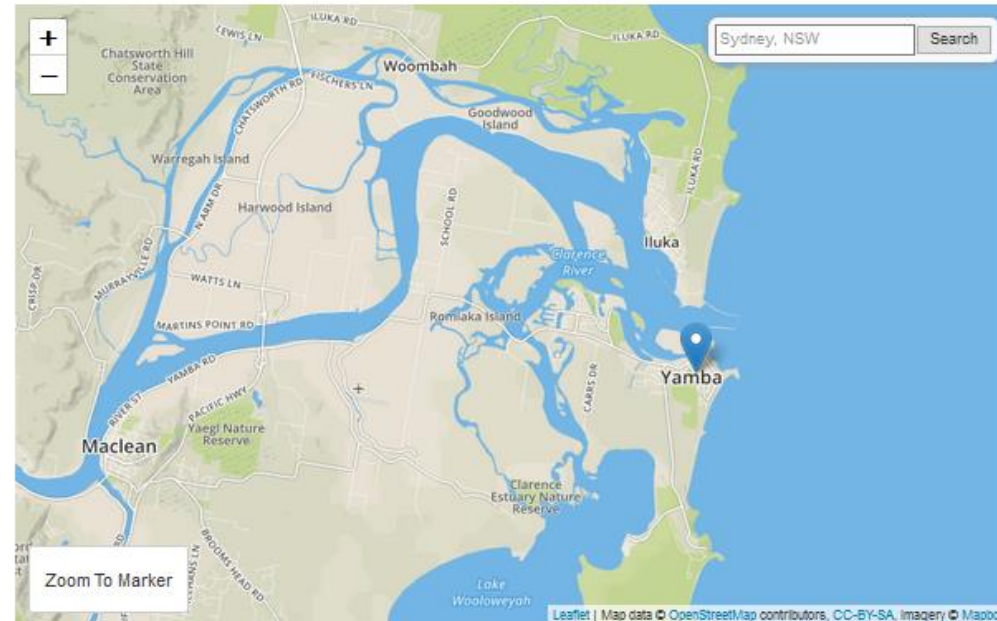 +
−
Sydney, NSW
Search
ILUKA RD
LEWIS LN
ILUKA RD
Chatsworth Hill
State
Conservation
Area
Woombah
FISCHERS LN
CHATSWORTH RD
Goodwood
Island
Warregah Island
ILUKA RD
N ARM DR
Harwood Island
SCHOOL RD
Iluka
MURRAYVILLE RD
Clarence
River
CRISP DR
WATTS LN
Romiaka Island
MARTINS POINT RD
YAMBA RD
Yamba
CARRS DR
RIVER ST
PACIFIC HWY
Yaegl Nature
Reserve
Maclean
Clarence
Estuary Nature
Reserve
BROOMS HEAD RD
Zoom To Marker
Lake
Wooloweyah
Leaflet | Map data © OpenStreetMap contributors, CC-BY-SA, Imagery © Mapbo